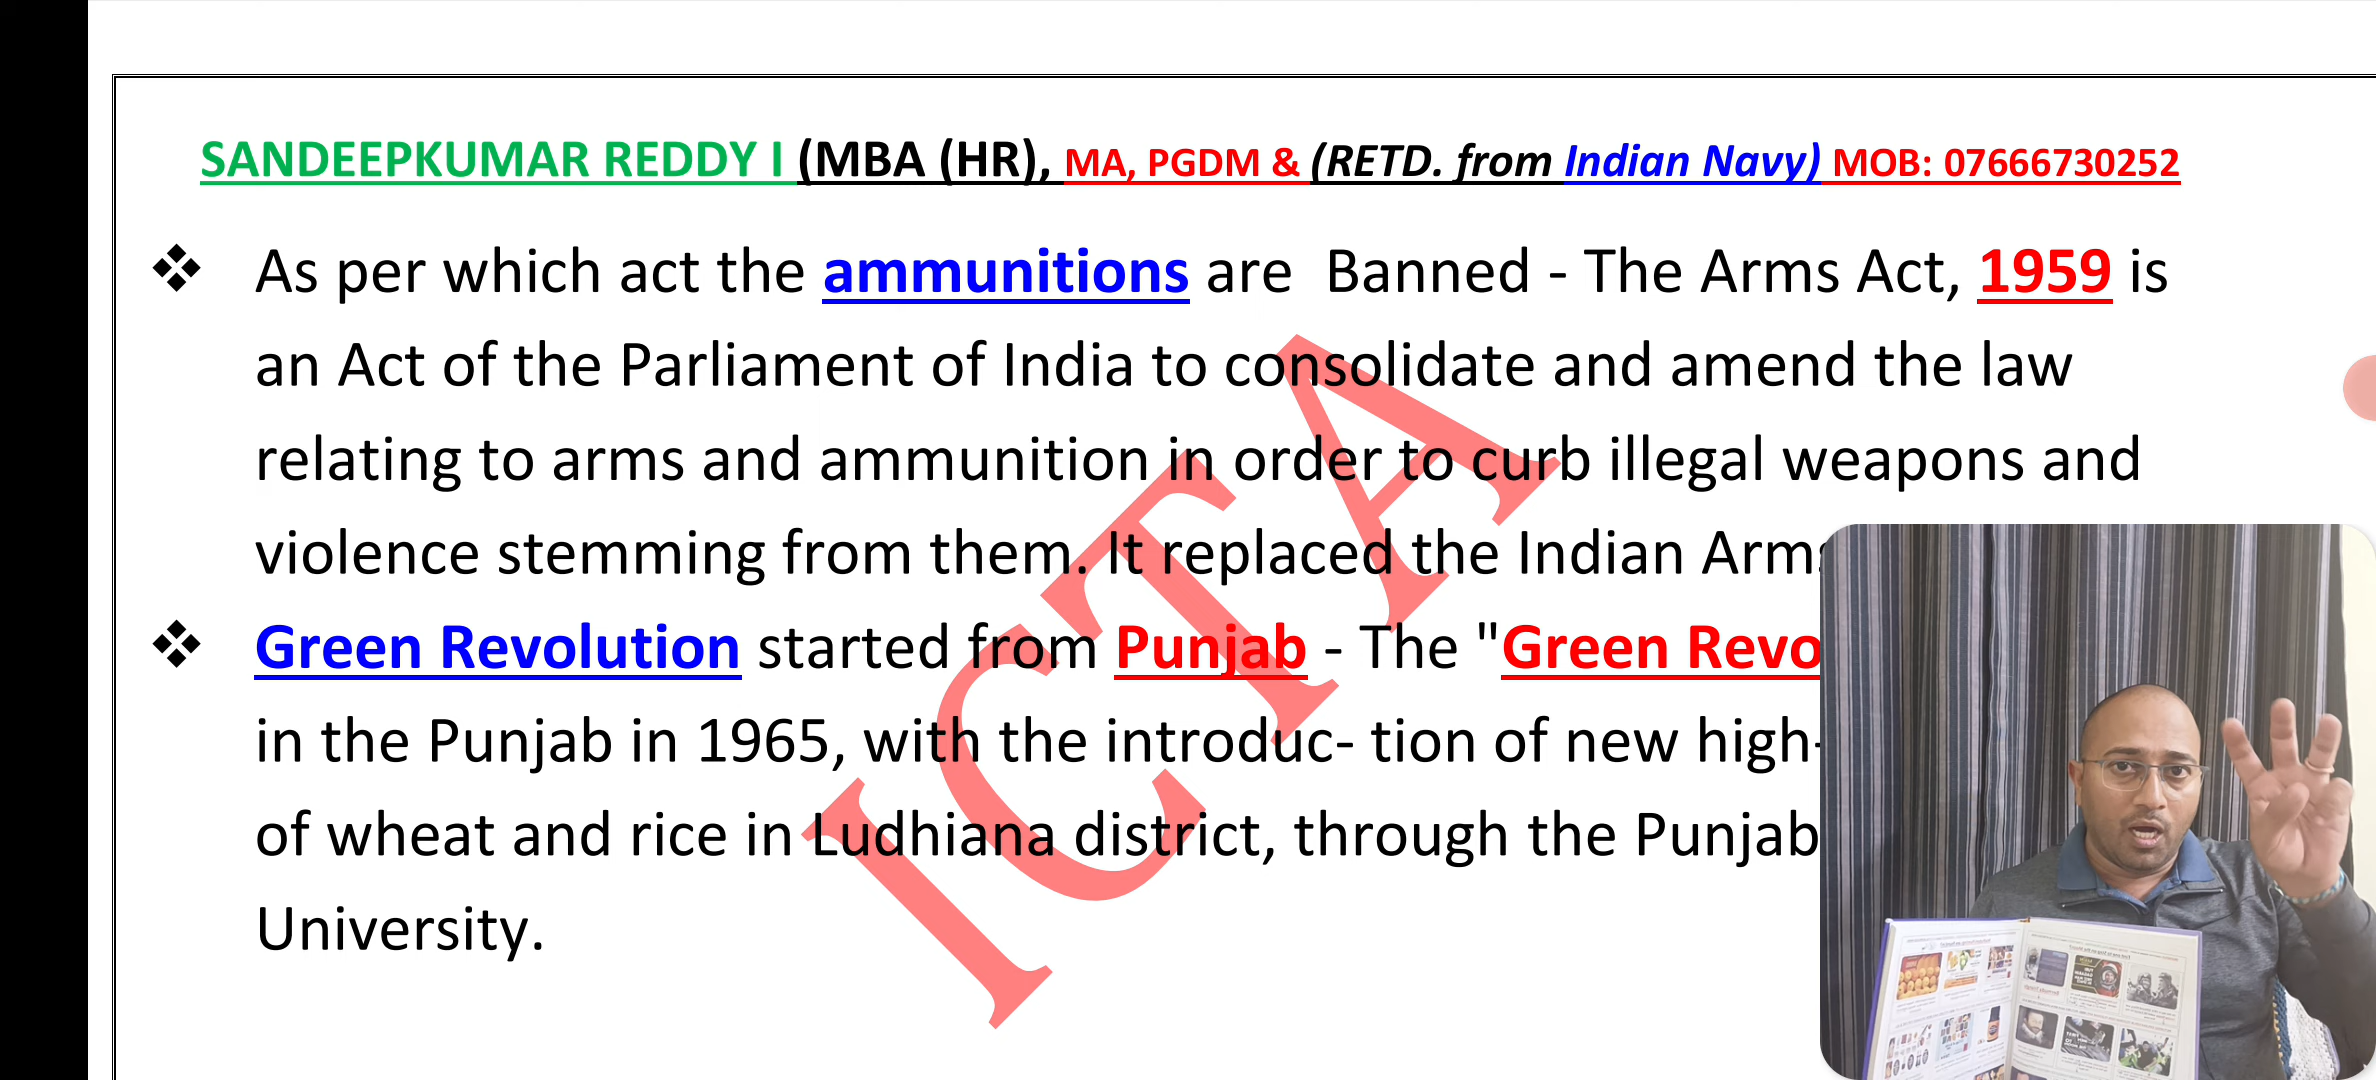 SANDEEPKUMAR REDDY I (MBA (HR), MA, PGDM & (RETD. from Indian Navy) MOB: 07666730252
❖ As per which act the ammunitions are Banned - The Arms Act, 1959 is
an Act of the Parliament of India to consolidate and amend the law
relating to arms and ammunition in order to curb illegal weapons and
violence stemming from them. It replaced the Indian Arms
❖ Green Revolution started from Punjab - The "Green Revo
in the Punjab in 1965, with the introduc- tion of new high-
of wheat and rice in Ludhiana district, through the Punjab
University.
ICTA